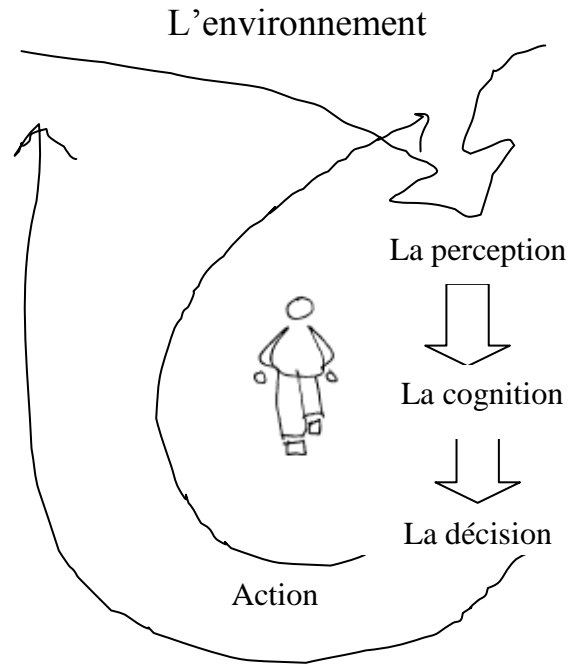 L’environnement
La perception
La cognition
La décision
Action